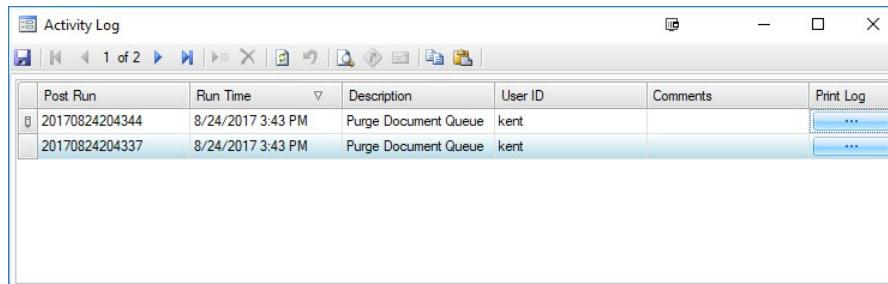 Activity Log
1 of 2
Post Run Run Time Description User ID Comments Print Log
20170824204344 8/24/2017 3:43 PM Purge Document Queue kent ...
20170824204337 8/24/2017 3:43 PM Purge Document Queue kent ...